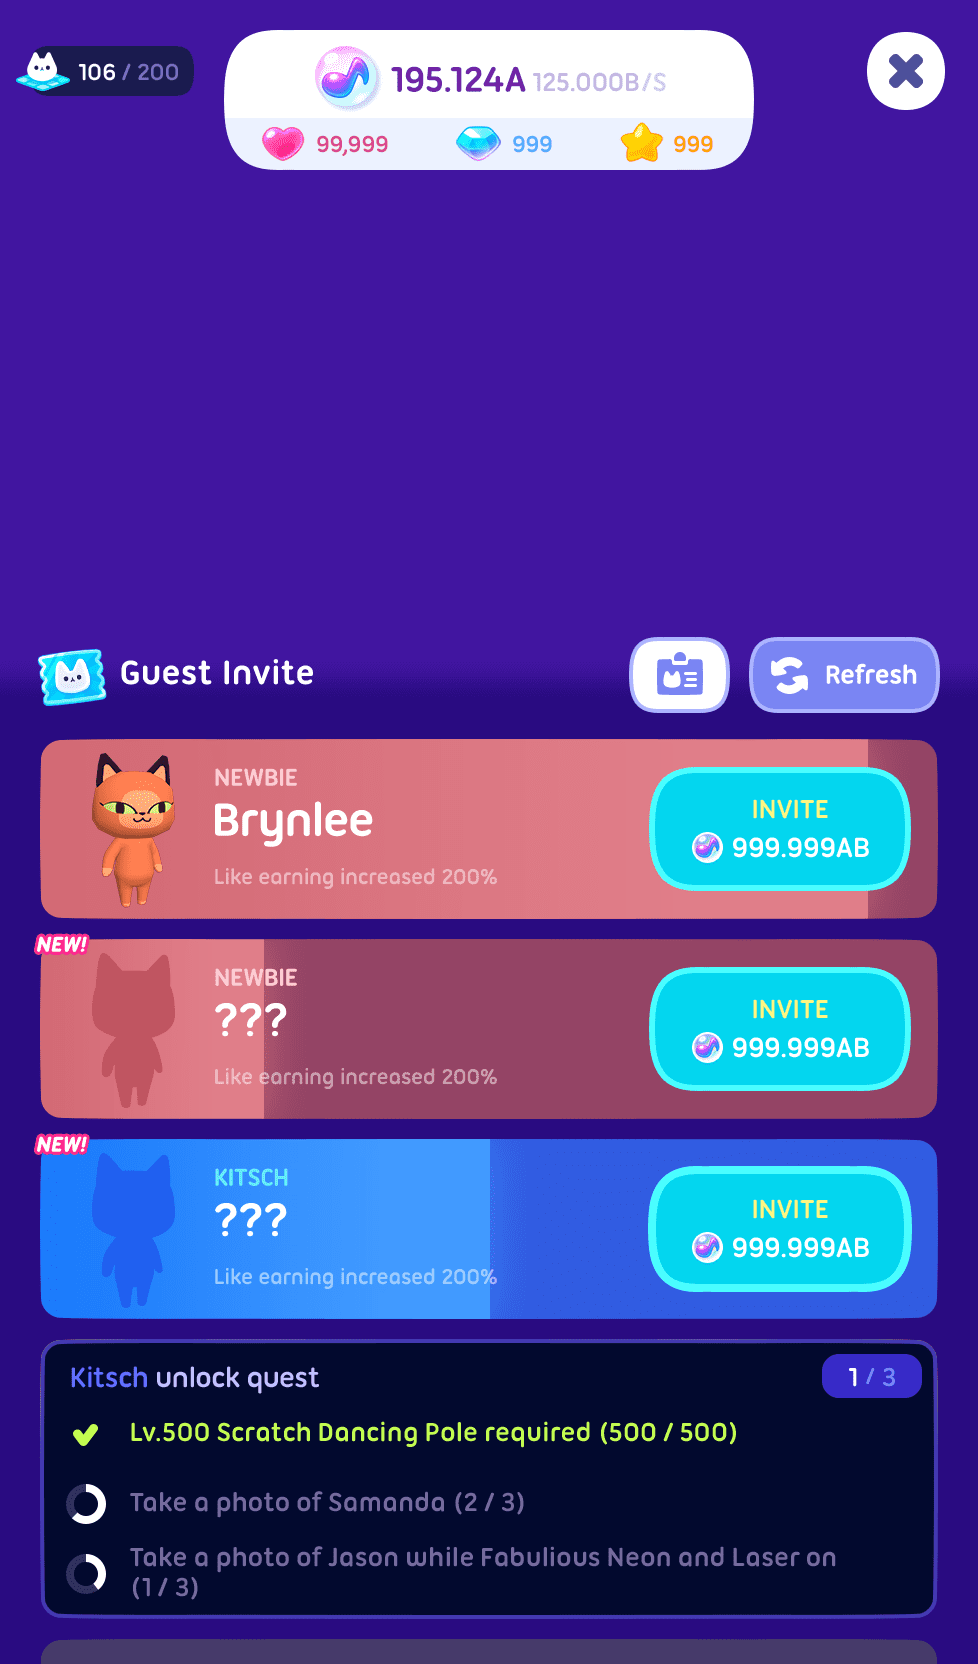 106 / 200
195.124A 125.000B/S
99,999 999 999
Guest Invite
Refresh
NEWBIE
Brynlee
Like earning increased 200%
INVITE
999.999AB
NEW!
NEWBIE
???
Like earning increased 200%
INVITE
999.999AB
NEW!
KITSCH
???
Like earning increased 200%
INVITE
999.999AB
Kitsch unlock quest
1 / 3
Lv.500 Scratch Dancing Pole required (500 / 500)
Take a photo of Samanda (2 / 3)
Take a photo of Jason while Fabulious Neon and Laser on
(1 / 3)